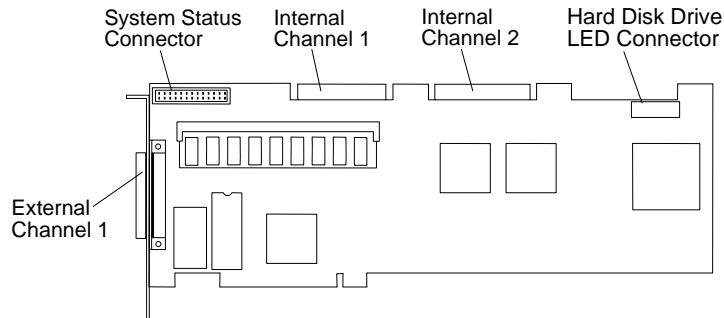 System Status
Connector
Internal
Channel 1
Internal
Channel 2
Hard Disk Drive
LED Connector
External
Channel 1